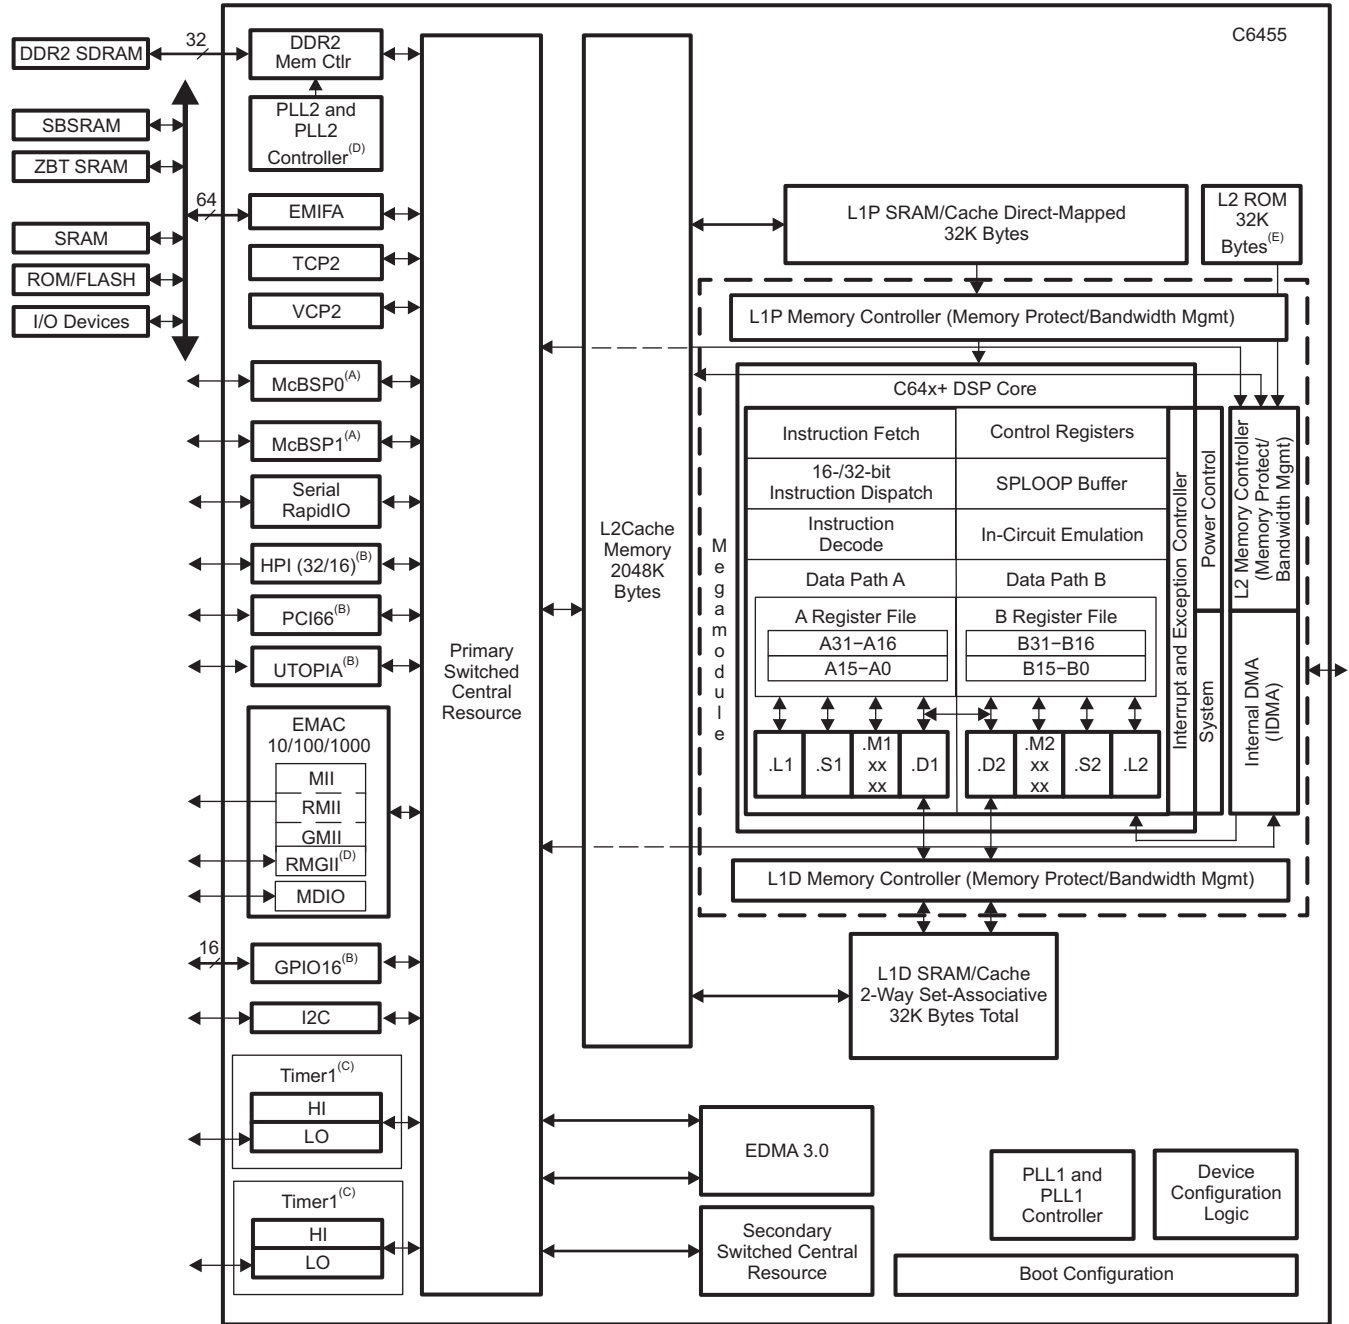 C6455
DDR2 SDRAM
32
DDR2
Mem Ctlr
PLL2 and
PLL2
Controller(D)
SBSRAM
ZBT SRAM
64
EMIFA
SRAM
TCP2
ROM/FLASH
VCP2
I/O Devices
McBSP0(A)
McBSP1(A)
Serial
RapidIO
HPI (32/16)(B)
PCI66(B)
UTOPIA(B)
EMAC
10/100/1000
MII
RMII
GMII
RMGII(D)
MDIO
16
GPIO16(B)
I2C
Timer1(C)
HI
LO
Timer1(C)
HI
LO
Primary
Switched
Central
Resource
L2Cache
Memory
2048K
Bytes
L1P SRAM/Cache Direct-Mapped
32K Bytes
L2 ROM
32K
Bytes(E)
L1P Memory Controller (Memory Protect/Bandwidth Mgmt)
Megamodule
C64x+ DSP Core
Instruction Fetch
Control Registers
16-/32-bit
Instruction Dispatch
SPLOOP Buffer
Instruction
Decode
In-Circuit Emulation
Data Path A
Data Path B
A Register File
A31−A16
A15−A0
B Register File
B31−B16
B15−B0
.L1
.S1
.M1
xx
xx
.D1
.D2
.M2
xx
xx
.S2
.L2
Interrupt and Exception Controller
Power Control
System
L2 Memory Controller
(Memory Protect/
Bandwidth Mgmt)
Internal DMA
(IDMA)
L1D Memory Controller (Memory Protect/Bandwidth Mgmt)
L1D SRAM/Cache
2-Way Set-Associative
32K Bytes Total
EDMA 3.0
Secondary
Switched Central
Resource
PLL1 and
PLL1
Controller
Device
Configuration
Logic
Boot Configuration